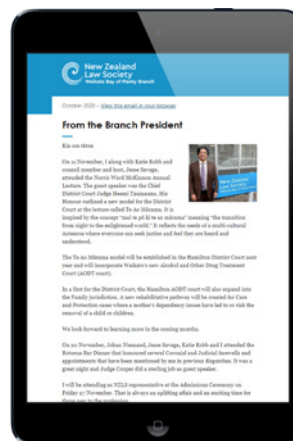 New Zealand
Law Society
Waikato Bay of Plenty Branch
October 2020 – View this email in your browser
From the Branch President
Kia ora tātou
On 11 November, I along with Katie Robb and
council member and host, Jesse Savage,
attended the Norris Ward McKinnon Annual
Lecture. The guest speaker was the Chief
District Court Judge Heemi Taumaunu. His
Honour outlined a new model for the District
Court at the lecture called Te Ao Mārama. It is
inspired by the concept "mai te pō ki te ao mārama" meaning "the transition
from night to the enlightened world." It reflects the needs of a multi-cultural
Aotearoa where everyone can seek justice and feel they are heard and
understood.
The Te Ao Mārama model will be established in the Hamilton District Court next
year and will incorporate Waikato's new Alcohol and Other Drug Treatment
Court (AODT court).
In a first for the District Court, the Hamilton AODT court will also expand into
the Family jurisdiction. A new rehabilitative pathway will be created for Care
and Protection cases where a mother's dependency issues have led to or risk the
removal of a child or children.
We look forward to learning more in the coming months.
On 20 November, Johan Niemand, Jesse Savage, Katie Robb and I attended the
Rotorua Bar Dinner that honoured several Coronial and Judicial farewells and
appointments that have been mentioned by me in previous dispatches. It was a
great night and Judge Cooper did a sterling job as guest speaker.
I will be attending as NZLS representative at the Admissions Ceremony on
Friday 27 November. That is always an uplifting affair and an exciting time for
those new to the profession.